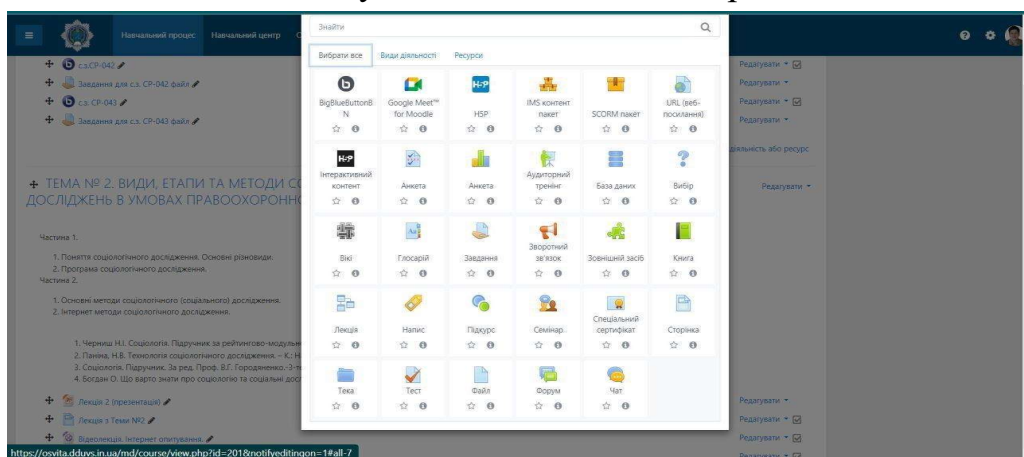 Навчальний процес
Навчальний центр
с.з.СР-042
Завдання для с.з. СР-042 файл
с.з. СР-043
Завдання для с.з. СР-043 файл
ТЕМА № 2. ВИДИ, ЕТАПИ ТА МЕТОДИ
ДОСЛІДЖЕНЬ В УМОВАХ
Частина 1.
1. Поняття соціологічного дослідження. Основні різновиди.
2. Програма соціологічного дослідження.
Частина 2.
1. Основні методи соціологічного (соціального) дослідження.
2. Інтернет методи соціологічного дослідження.
1. Черниш Н.І. Соціологія. Підручник за
2. Паніна, Н.В. Технологія соціологічного дослідження. – К.:
3. Соціологія. Підручник. За ред. Проф. В.Г. Городяненко.
4. Богдан О. Що варто знати про соціологію та соціальні
Лекція 2 (презентація)
Лекція з Теми №2
Відеолекція. Інтернет опитування.
https://osvita.dduvs.in.ua/md/course/view.php?id=201&notifyeditingon=1#all-7
Знайти
Вибрати все
Види діяльності
Ресурси
BigBlueButtonB
N
Google Meet™
for Moodle
H5P
IMS контент
пакет
SCORM пакет
URL (веб-
посилання)
Інтерактивний
контент
Анкета
Анкета
Аудиторний
тренінг
База даних
Вибір
Вікі
Глосарій
Завдання
Зворотний
зв'язок
Зовнішній засіб
Книга
Лекція
Напис
Підкурс
Семінар
Спеціальний
сертифікат
Сторінка
Тека
Тест
Файл
Форум
Чат
Редагувати
Редагувати
Редагувати
Редагувати
діяльність або ресурс
Редагувати
Редагувати
Редагувати
Редагувати
Редагувати